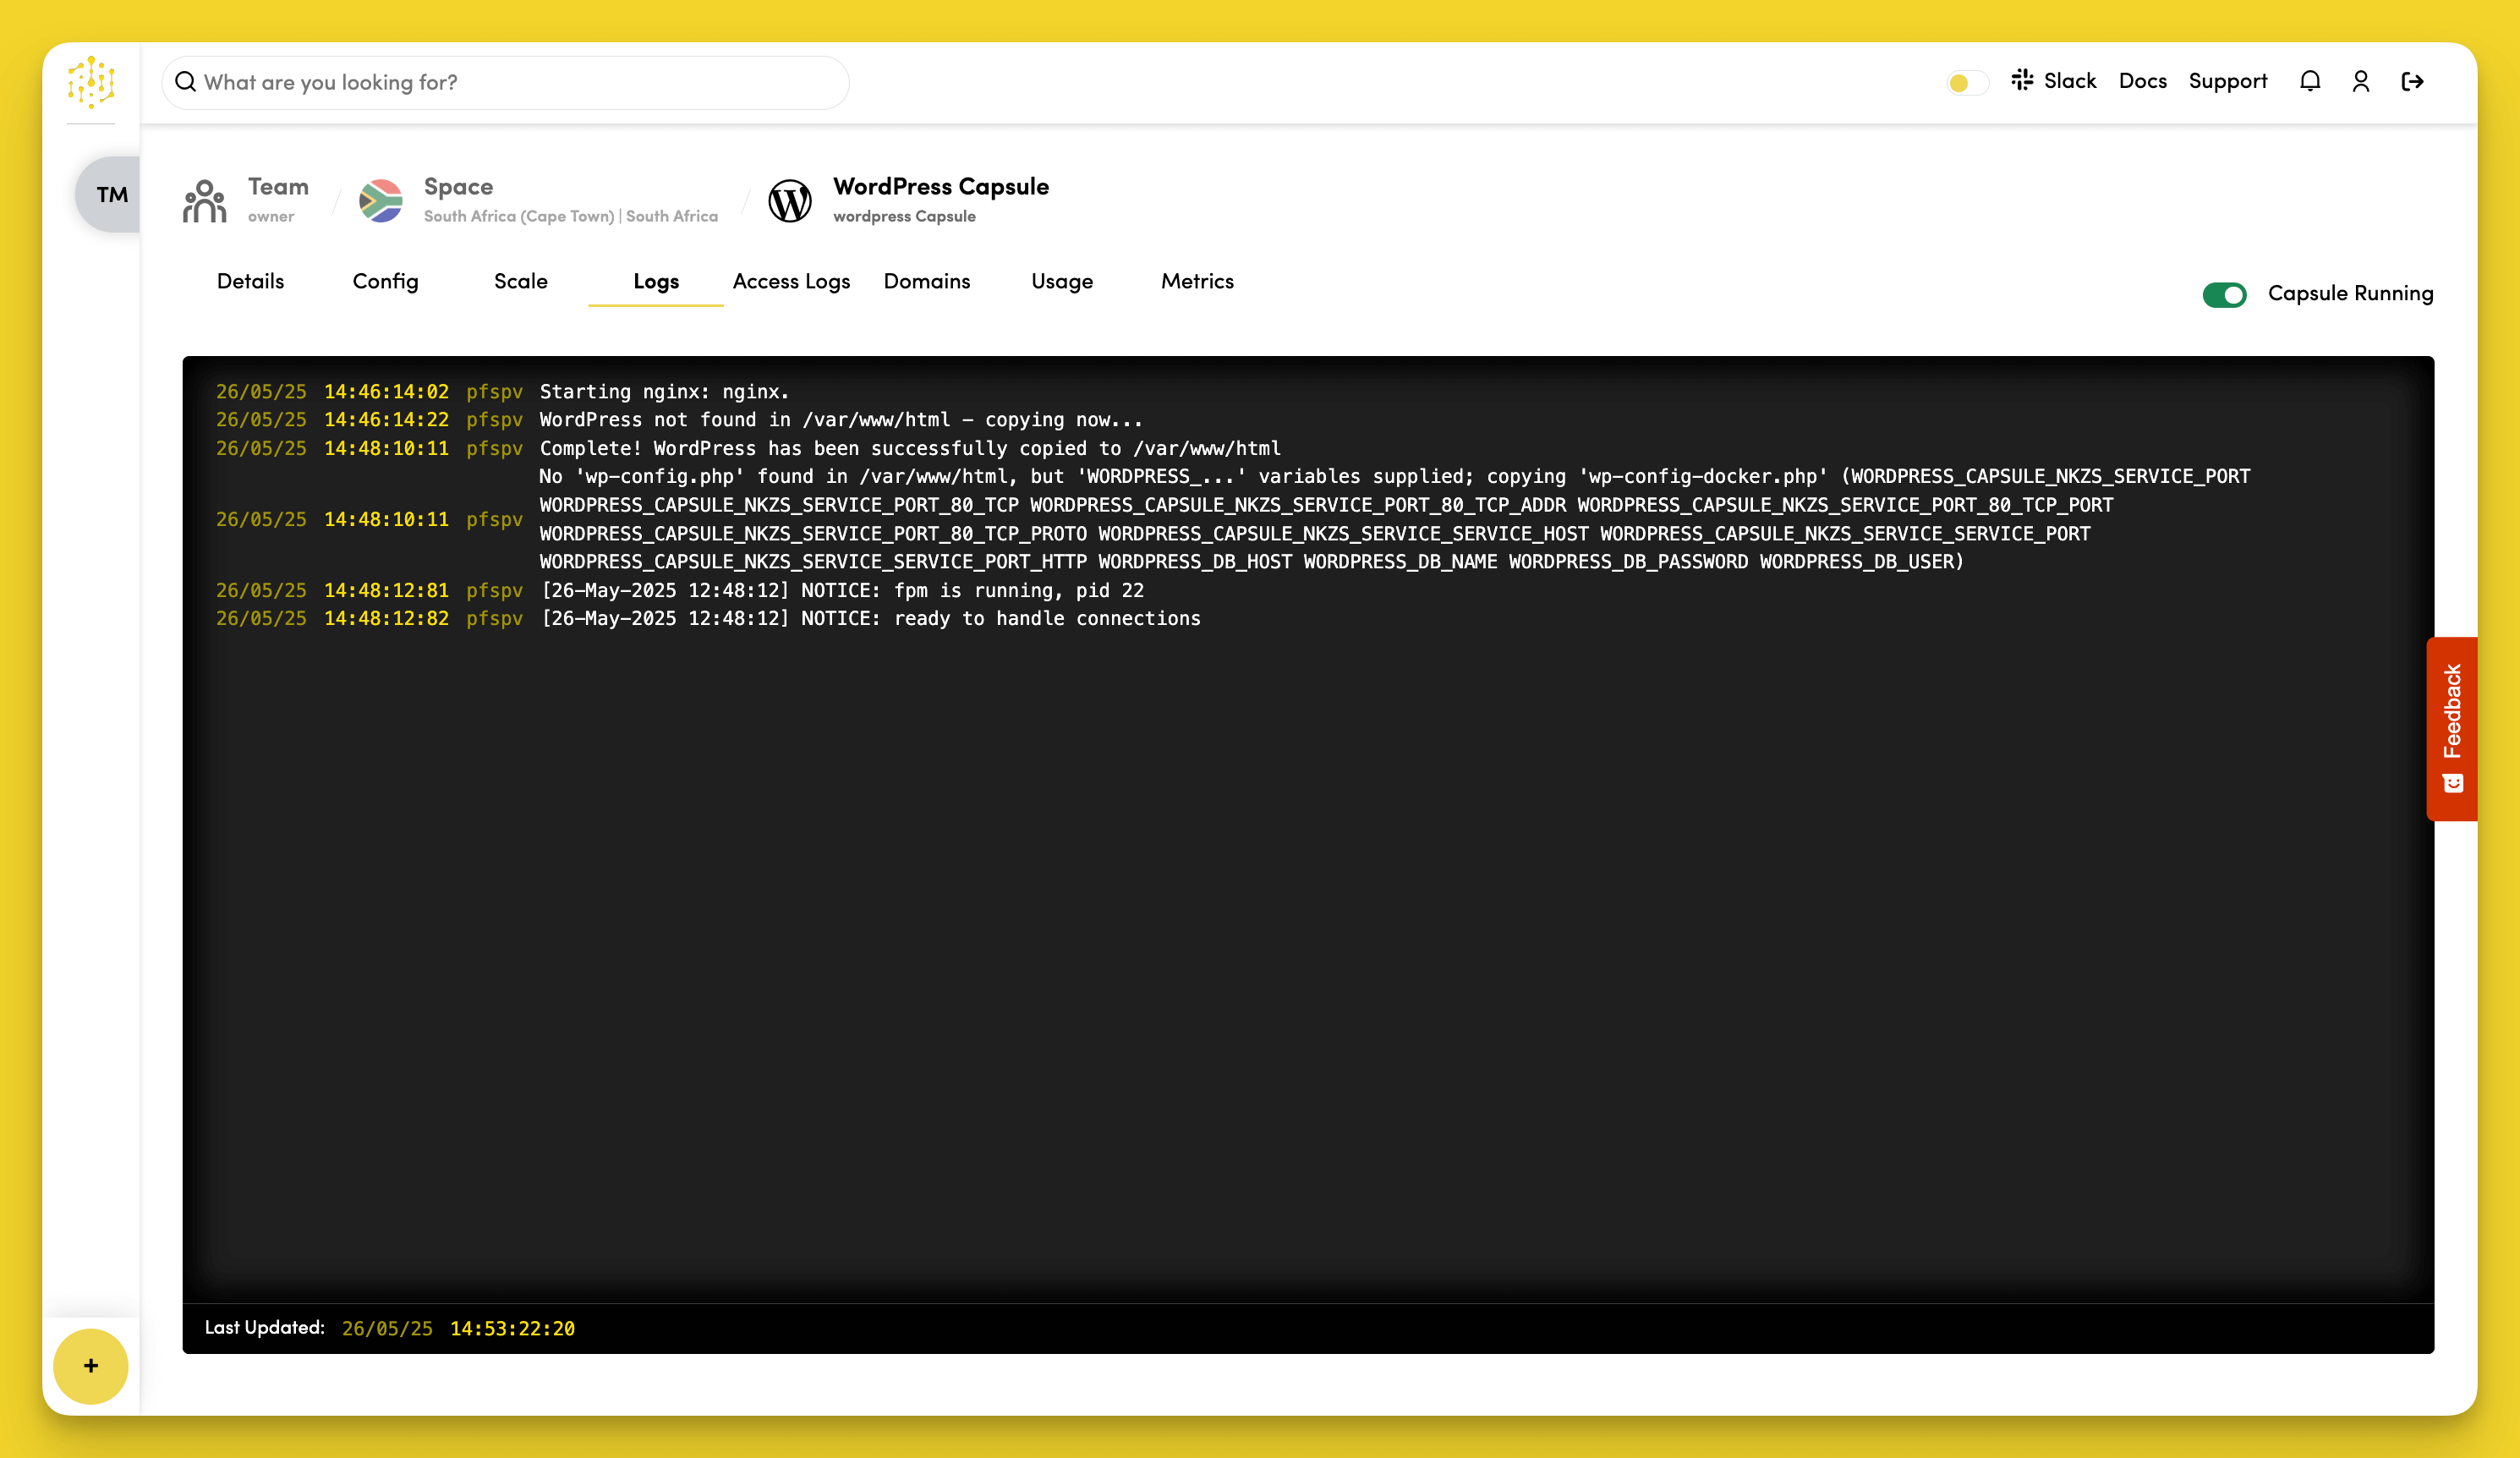 What are you looking for?
Slack Docs Support
TM
Team
owner
Space
South Africa (Cape Town) | South Africa
WordPress Capsule
wordpress Capsule
Details Config Scale Logs Access Logs Domains Usage Metrics
Capsule Running
26/05/25 14:46:14:02 pfspv Starting nginx: nginx.
26/05/25 14:46:14:22 pfspv WordPress not found in /var/www/html - copying now...
26/05/25 14:48:10:11 pfspv Complete! WordPress has been successfully copied to /var/www/html
No 'wp-config.php' found in /var/www/html, but 'WORDPRESS_...' variables supplied; copying 'wp-config-docker.php' (WORDPRESS_CAPSULE_NKZS_SERVICE_PORT
WORDPRESS_CAPSULE_NKZS_SERVICE_PORT_80_TCP WORDPRESS_CAPSULE_NKZS_SERVICE_PORT_80_TCP_ADDR WORDPRESS_CAPSULE_NKZS_SERVICE_PORT_80_TCP_PORT
26/05/25 14:48:10:11 pfspv
WORDPRESS_CAPSULE_NKZS_SERVICE_PORT_80_TCP_PROTO WORDPRESS_CAPSULE_NKZS_SERVICE_SERVICE_HOST WORDPRESS_CAPSULE_NKZS_SERVICE_SERVICE_PORT
WORDPRESS_CAPSULE_NKZS_SERVICE_SERVICE_PORT_HTTP WORDPRESS_DB_HOST WORDPRESS_DB_NAME WORDPRESS_DB_PASSWORD WORDPRESS_DB_USER)
26/05/25 14:48:12:81 pfspv [26-May-2025 12:48:12] NOTICE: fpm is running, pid 22
26/05/25 14:48:12:82 pfspv [26-May-2025 12:48:12] NOTICE: ready to handle connections
Feedback
Last Updated: 26/05/25 14:53:22:20
+